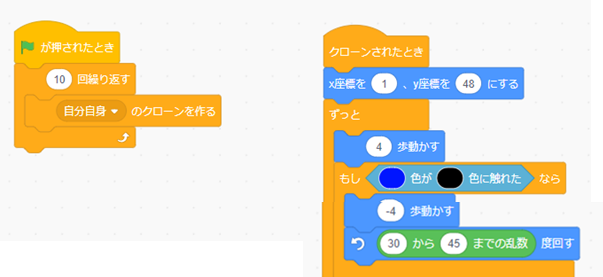 が押されたとき
10 回繰り返す
自分自身 のクローンを作る
クローンされたとき
x座標を 1 、y座標を 48 にする
ずっと
4 歩動かす
もし 色が 色に触れた なら
-4 歩動かす
30 から 45 までの乱数 度回す